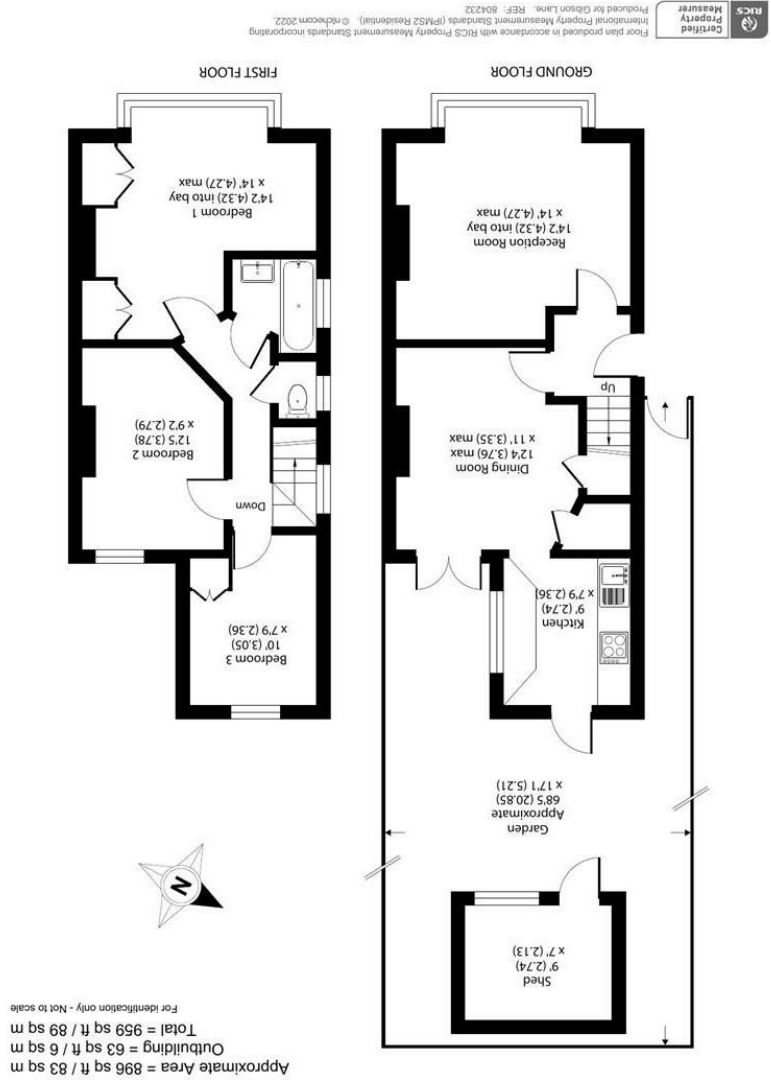 Approximate Area = 896 sq ft / 83 sq m
Outbuilding = 63 sq ft / 6 sq m
Total = 959 sq ft / 89 sq m
For identification only - Not to scale
Shed
9' (2.74)
x 7' (2.13)
N
Garden
Approximate
68'5 (20.85)
x 17'1 (5.21)
Kitchen
9' (2.74)
x 7'9 (2.36)
Dining Room
12'4 (3.76) max
x 11' (3.35) max
Up
Reception Room
14'2 (4.32) into bay
x 14' (4.27) max
GROUND FLOOR
Bedroom 3
10' (3.05)
x 7'9 (2.36)
Down
Bedroom 2
12'5 (3.78)
x 9'2 (2.79)
Bedroom 1
14'2 (4.32) into bay
x 14' (4.27) max
FIRST FLOOR
RICS
Certified
Property
Measurer
Floor plan produced in accordance with RICS Property Measurement Standards incorporating
International Property Measurement Standards (IPMS2 Residential). ©nichecom 2022.
Produced for Gibson Lane. REF: 804232